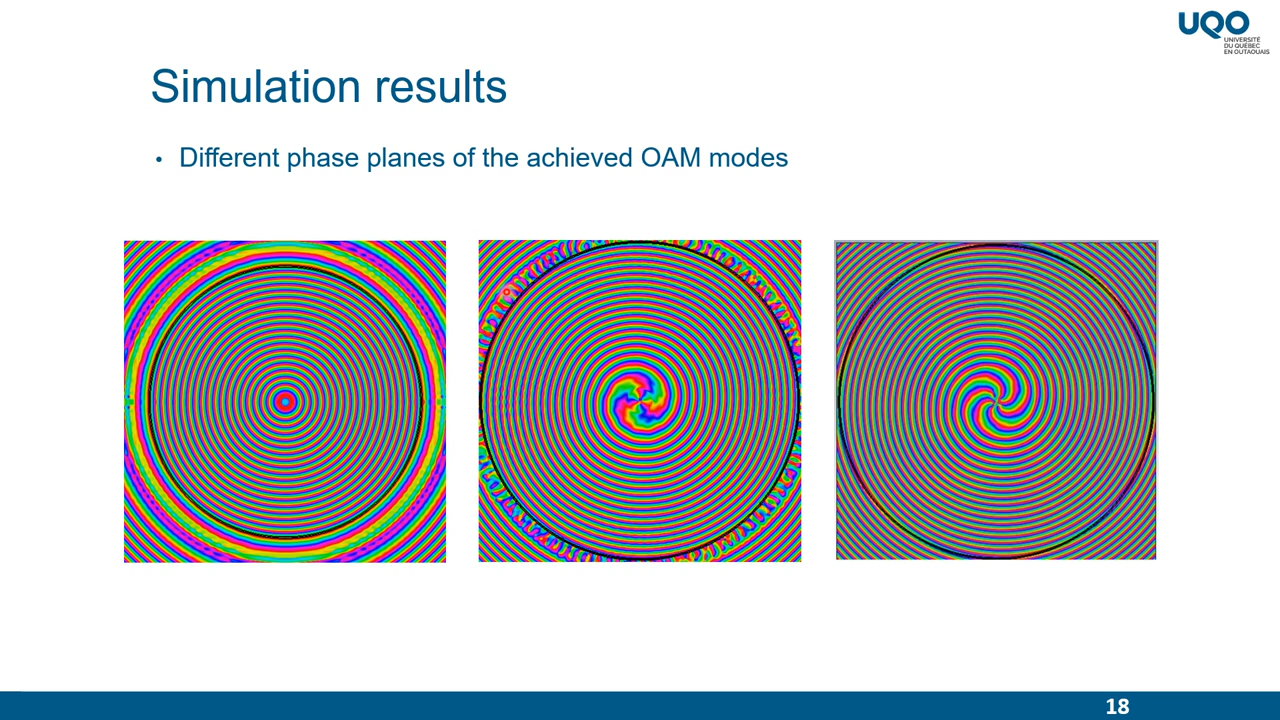 UQO
UNIVERSITÉ
DU QUÉBEC
EN OUTAOUAIS
Simulation results
• Different phase planes of the achieved OAM modes
18